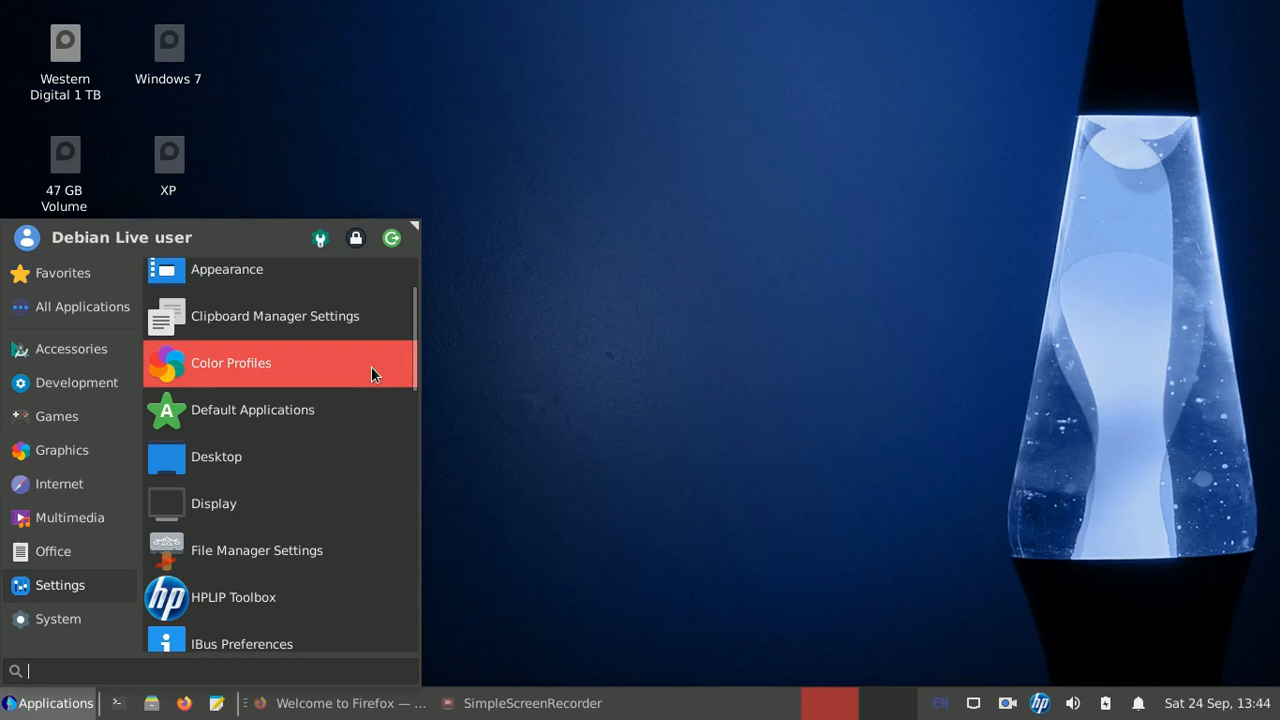 Western
Digital 1 TB
Windows 7
47 GB
Volume
XP
Debian Live user
Favorites
All Applications
Accessories
Development
Games
Graphics
Internet
Multimedia
Office
Settings
System
Appearance
Clipboard Manager Settings
Color Profiles
A
Default Applications
Desktop
Display
File Manager Settings
hp
HPLIP Toolbox
IBus Preferences
Applications
Welcome to Firefox — ...
SimpleScreenRecorder
EN
hp
Sat 24 Sep, 13:44